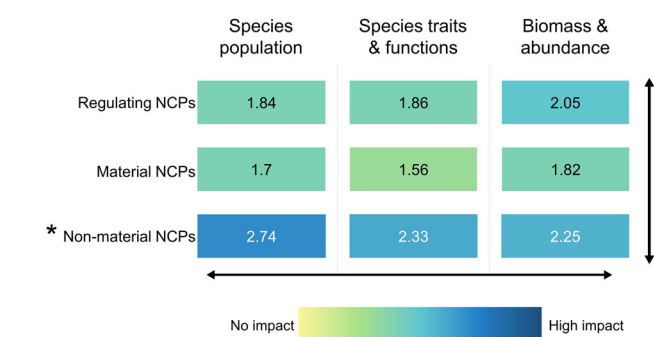 Species population
Species traits & functions
Biomass & abundance
Regulating NCPs 1.84 1.86 2.05
Material NCPs 1.7 1.56 1.82
* Non-material NCPs 2.74 2.33 2.25
No impact High impact